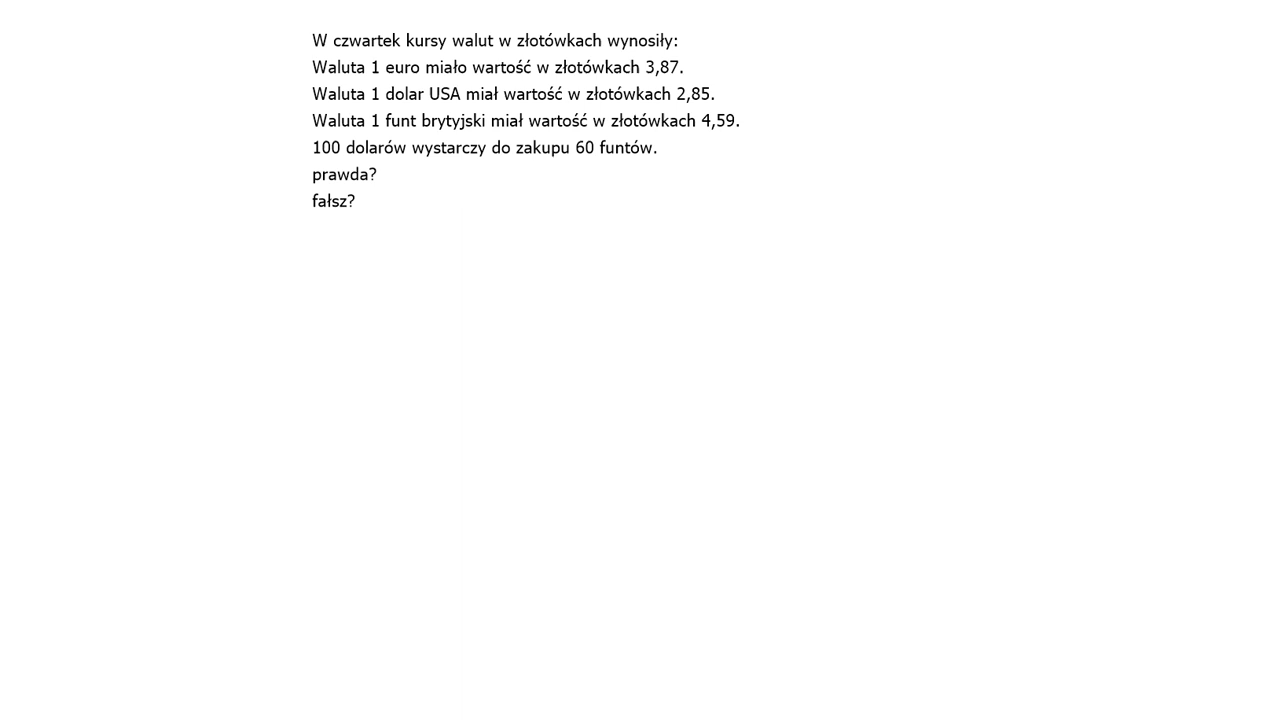 W czwartek kursy walut w złotówkach wynosiły:
Waluta 1 euro miało wartość w złotówkach 3,87.
Waluta 1 dolar USA miał wartość w złotówkach 2,85.
Waluta 1 funt brytyjski miał wartość w złotówkach 4,59.
100 dolarów wystarczy do zakupu 60 funtów.
prawda?
fałsz?